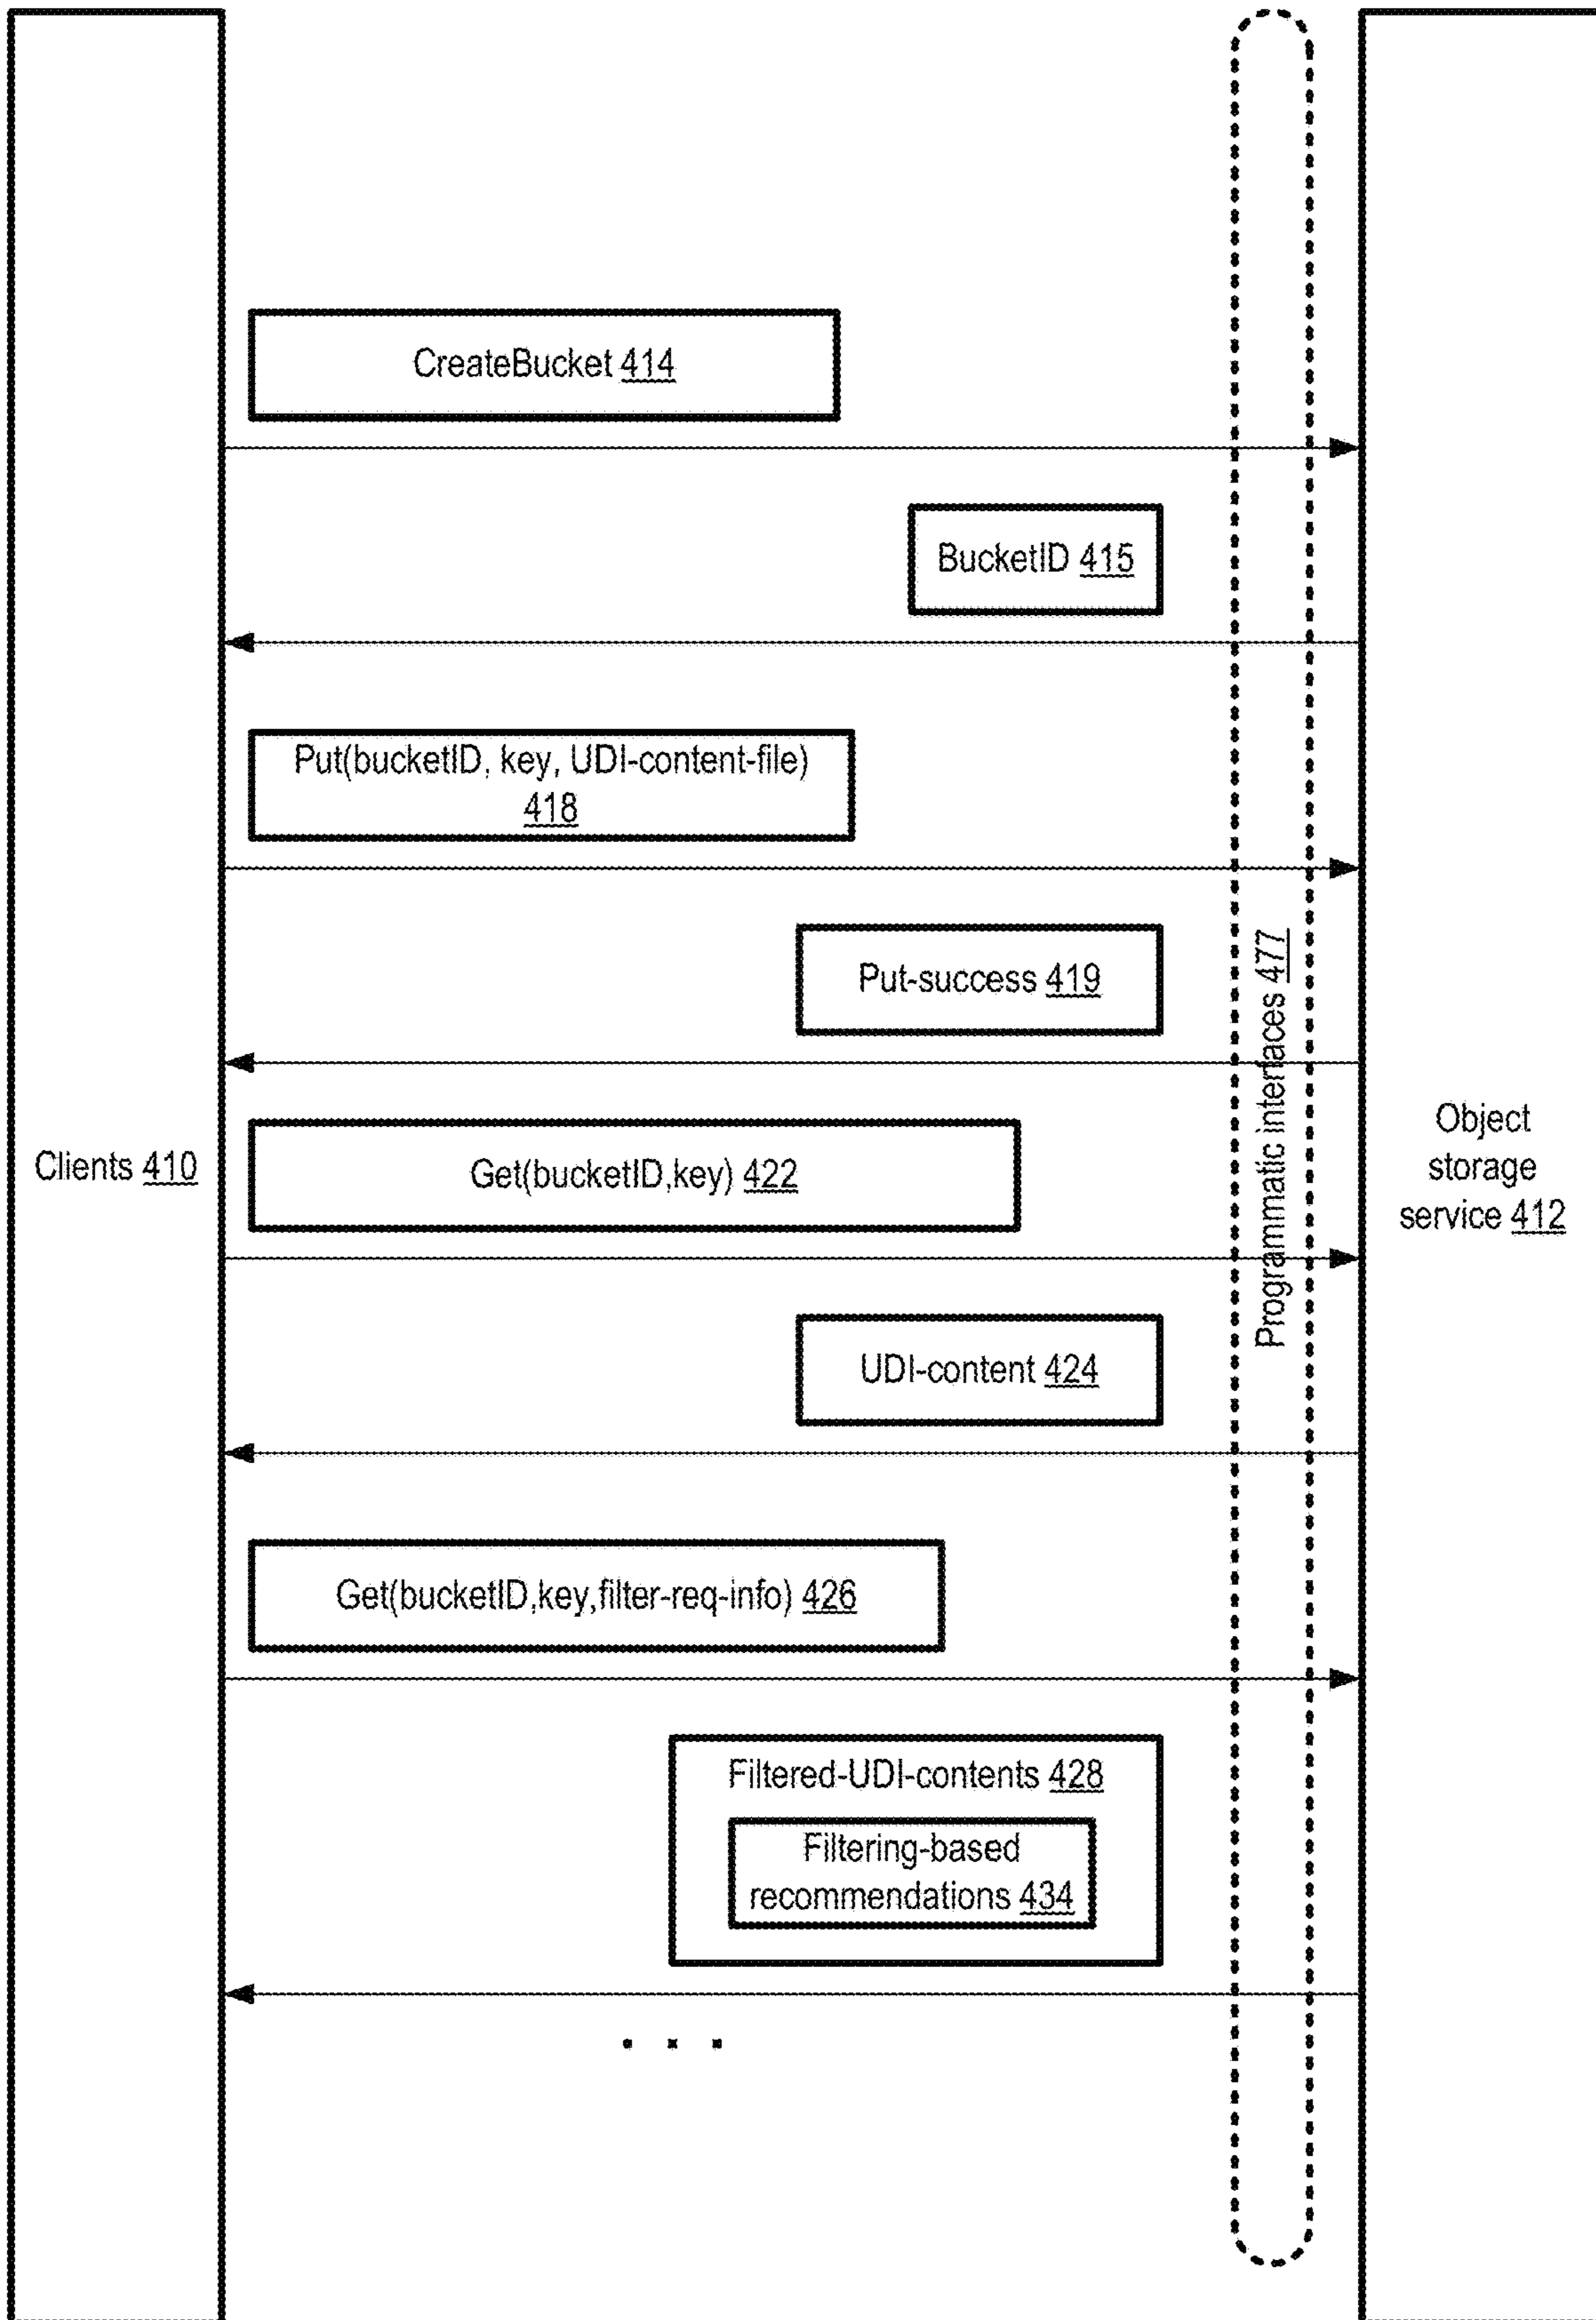 CreateBucket 414
BucketID 415
Put(bucketID, key, UDI-content-file)
418
Put-success 419
Programmatic interfaces 477
Clients 410
Get(bucketID,key) 422
Object
storage
service 412
UDI-content 424
Get(bucketID,key,filter-req-info) 426
Filtered-UDI-contents 428
Filtering-based
recommendations 434
. . .